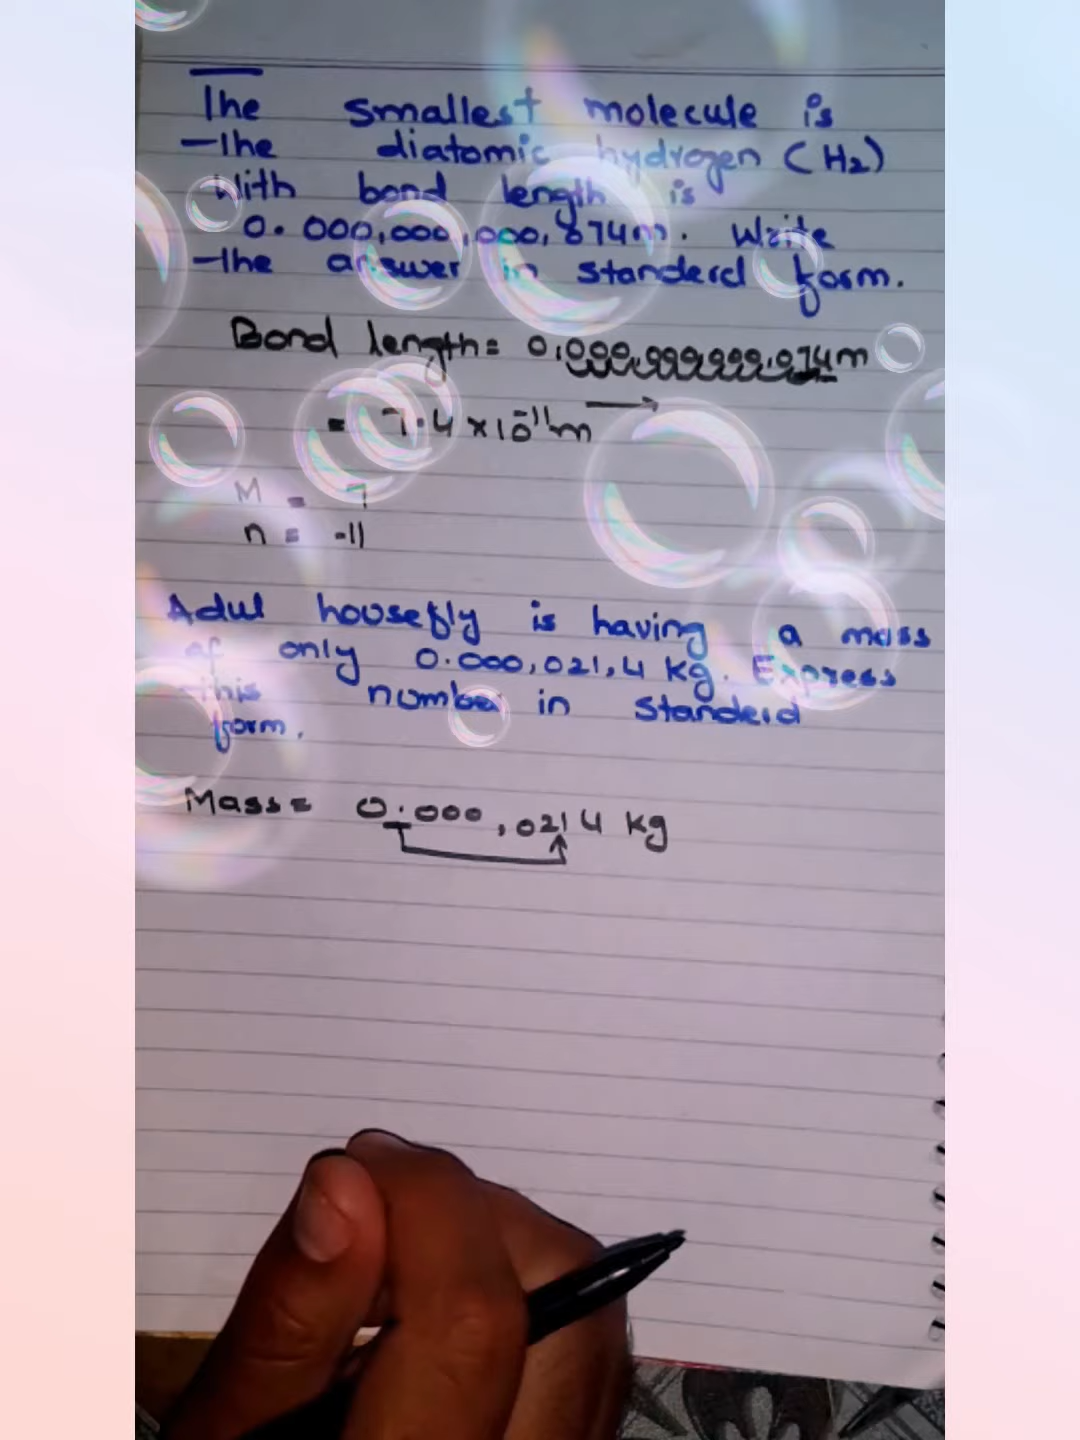 The smallest molecule is
the diatomic hydrogen (H2)
With bond length is
0.000,000,000,074m. Write
the answer in standerd form.
Bond length= 0.000,000,000,074m
= 7.4 x 10-11m
M = 7
n = -11
Adul housefly is having a mass
of only 0.000,021,4 kg. Express
this number in standerd
form.
Mass= 0.000,0214 kg